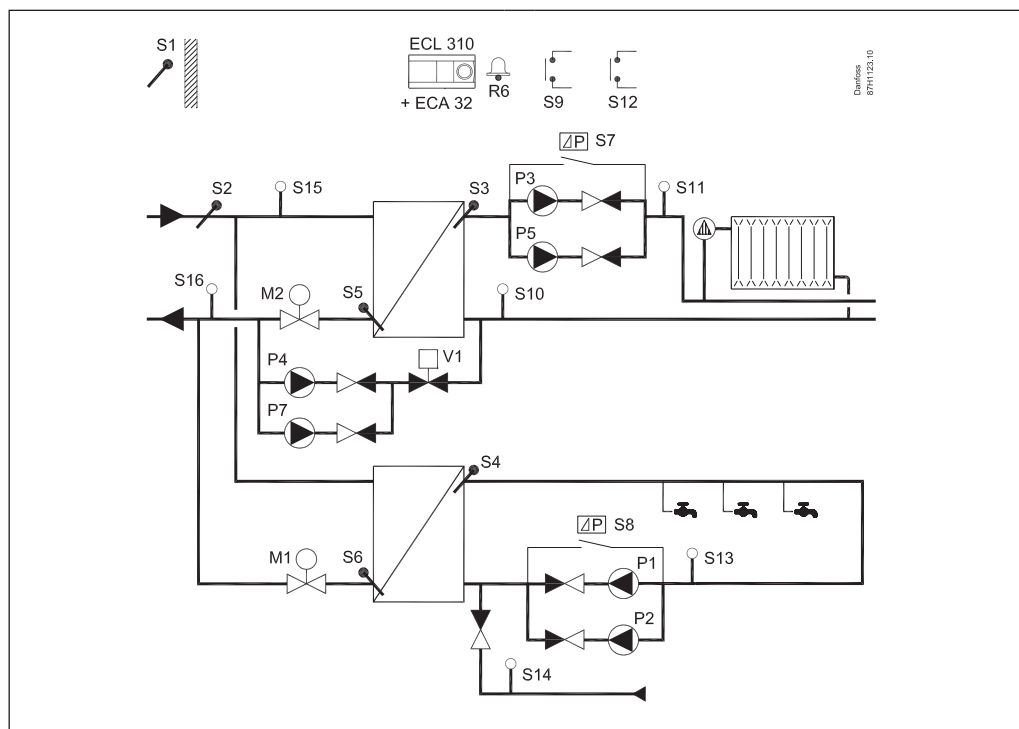 S1
ECL 310
+ ECA 32
R6
S9
S12
Danfoss
87H1123.10
⊿P S7
S2
S15
S3
P3
S11
P5
S16
M2
S5
S10
P4
V1
P7
S4
⊿P S8
M1
S6
P1
S13
P2
S14